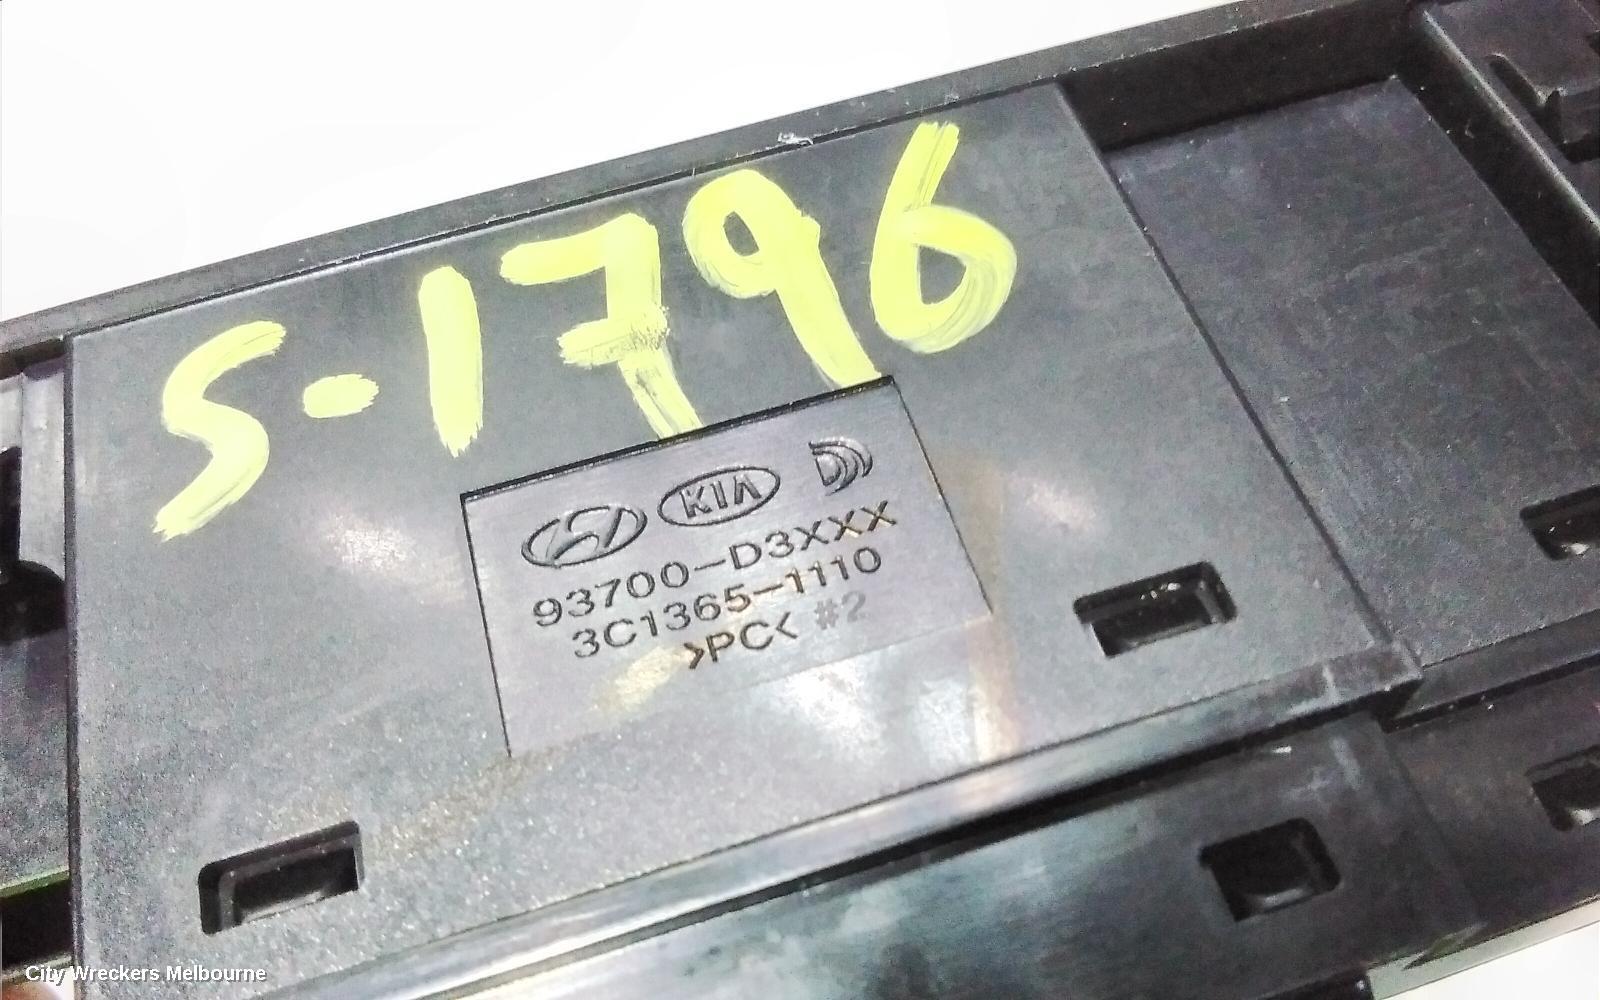 S-1796
KIA
93700-D3XXX
3C1365-1110
>PC< #2
City Wreckers Melbourne